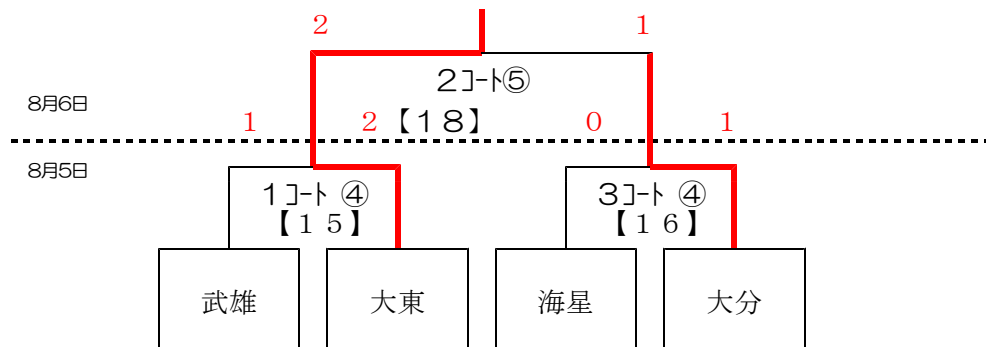 2 1
2コート⑤
8月6日
1 2 【18】 0 1
8月5日
1コート ④ 3コート ④
【15】 【16】
武雄 大東 海星 大分